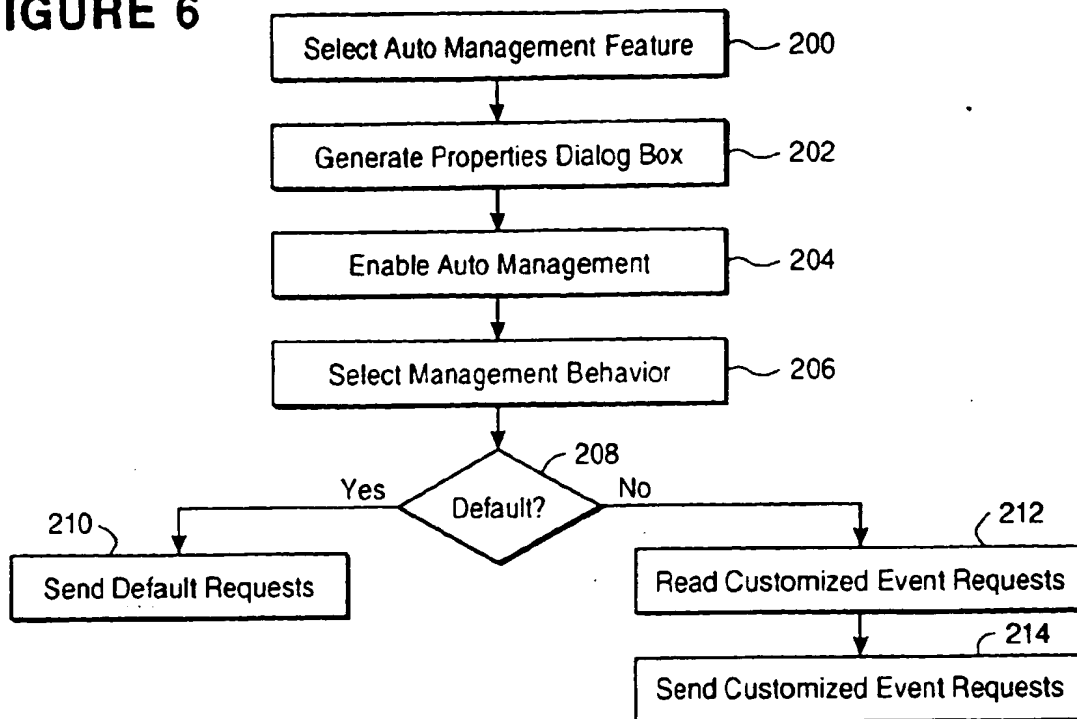 IGURE 6
Select Auto Management Feature
200
Generate Properties Dialog Box
202
Enable Auto Management
204
Select Management Behavior
206
208
Yes
Default?
No
210
212
Send Default Requests
Read Customized Event Requests
214
Send Customized Event Requests